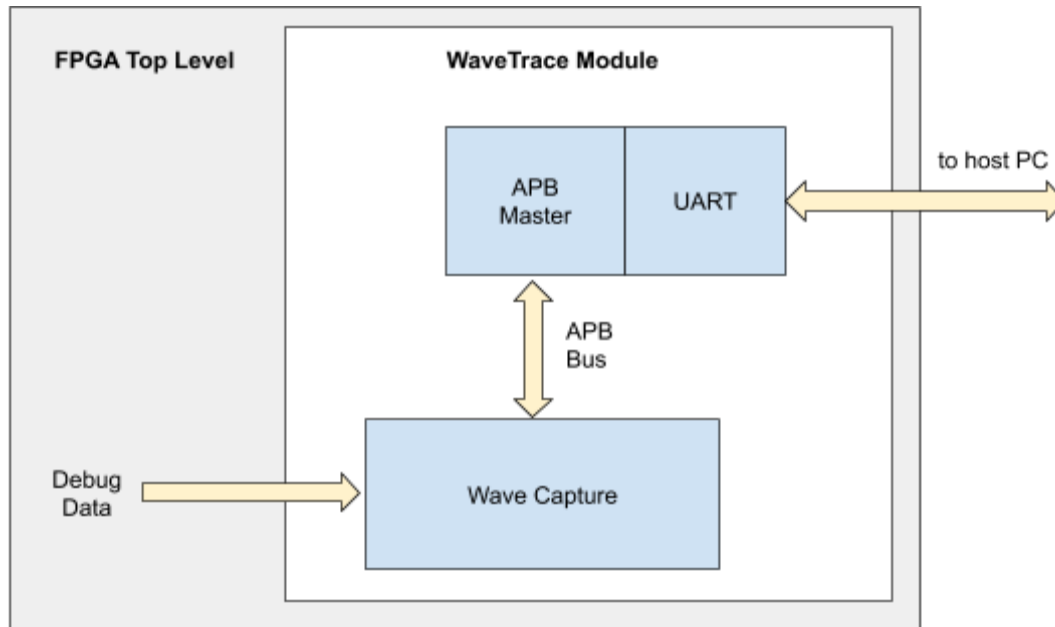 FPGA Top Level
WaveTrace Module
to host PC
APB
Master
UART
APB
Bus
Debug
Data
Wave Capture